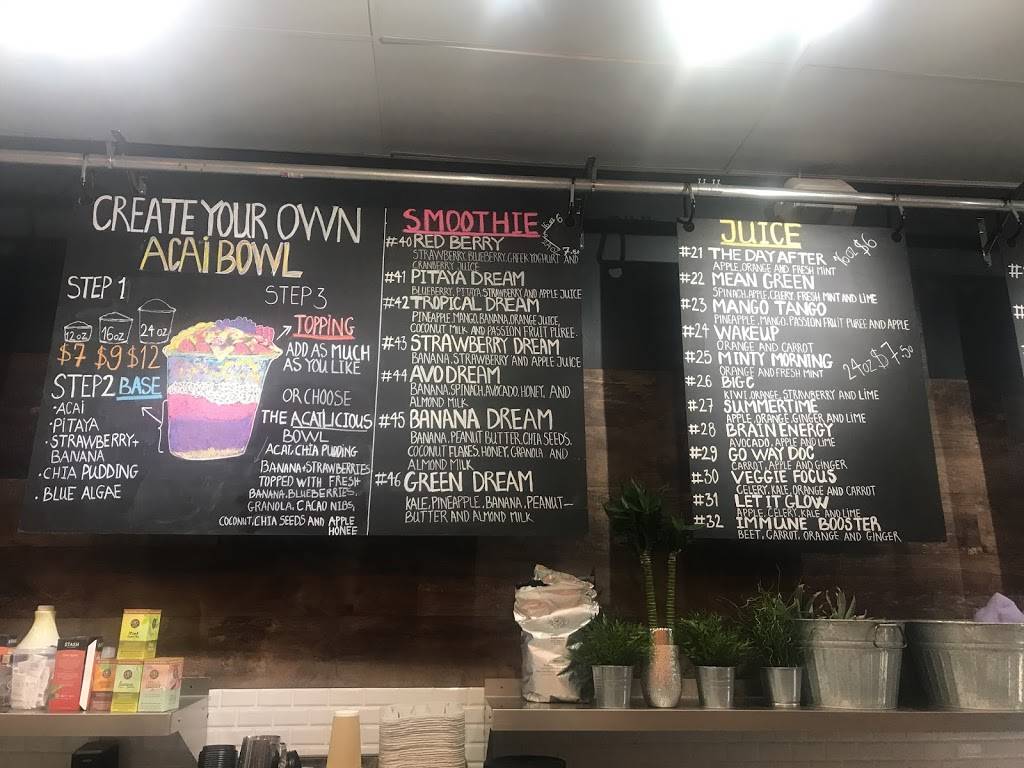 CREATE YOUR OWN
ACAI BOWL
STEP 1
12oz 16oz 24oz
$7 $9 $12
STEP2 BASE
·ACAI
·PITAYA
·STRAWBERRY+
BANANA
·CHIA PUDDING
·BLUE ALGAE
STEP 3
TOPPING
ADD AS MUCH
AS YOU LIKE
OR CHOOSE
THE ACAILICIOUS
BOWL
ACAI, CHIA PUDDING
BANANA+STRAWBERRIES
TOPPED WITH FRESH
BANANA, BLUEBERRIES,
GRANOLA, CACAO NIBS,
COCONUT, CHIA SEEDS AND APPLE
HONEE
SMOOTHIE
$6
7.50
#40 RED BERRY
STRAWBERRY, BLUEBERRY, GREEK YOGHURT AND
CRANBERRY JUICE
#41 PITAYA DREAM
BLUEBERRY, PITAYA, STRAWBERRY AND APPLE JUICE
#42 TROPICAL DREAM
PINEAPPLE, MANGO, BANANA, ORANGE JUICE,
COCONUT MILK AND PASSION FRUIT PUREE
#43 STRAWBERRY DREAM
BANANA, STRAWBERRY AND APPLE JUICE
#44 AVO DREAM
BANANA, SPINACH, AVOCADO, HONEY, AND
ALMOND MILK
#45 BANANA DREAM
BANANA, PEANUT BUTTER, CHIA SEEDS,
COCONUT FLAKES, HONEY, GRANOLA AND
ALMOND MILK
#46 GREEN DREAM
KALE, PINEAPPLE, BANANA, PEANUT-
BUTTER AND ALMOND MILK
JUICE
16oz $6
#21 THE DAY AFTER
APPLE, ORANGE AND FRESH MINT
#22 MEAN GREEN
SPINACH, APPLE, CELERY, FRESH MINT AND LIME
#23 MANGO TANGO
PINEAPPLE, MANGO, PASSION FRUIT PUREE AND APPLE
#24 WAKEUP
ORANGE AND CARROT
24oz $7.50
#25 MINTY MORNING
ORANGE AND FRESH MINT
#26 BIG C
KIWI, ORANGE, STRAWBERRY AND LIME
#27 SUMMERTIME
APPLE, ORANGE, GINGER AND LIME
#28 BRAIN ENERGY
AVOCADO, APPLE AND LIME
#29 GO WAY DOC
CARROT, APPLE AND GINGER
#30 VEGGIE FOCUS
CELERY, KALE, ORANGE AND CARROT
#31 LET IT GLOW
APPLE, CELERY, KALE AND LIME
#32 IMMUNE BOOSTER
BEET, CARROT, ORANGE AND GINGER
STASH